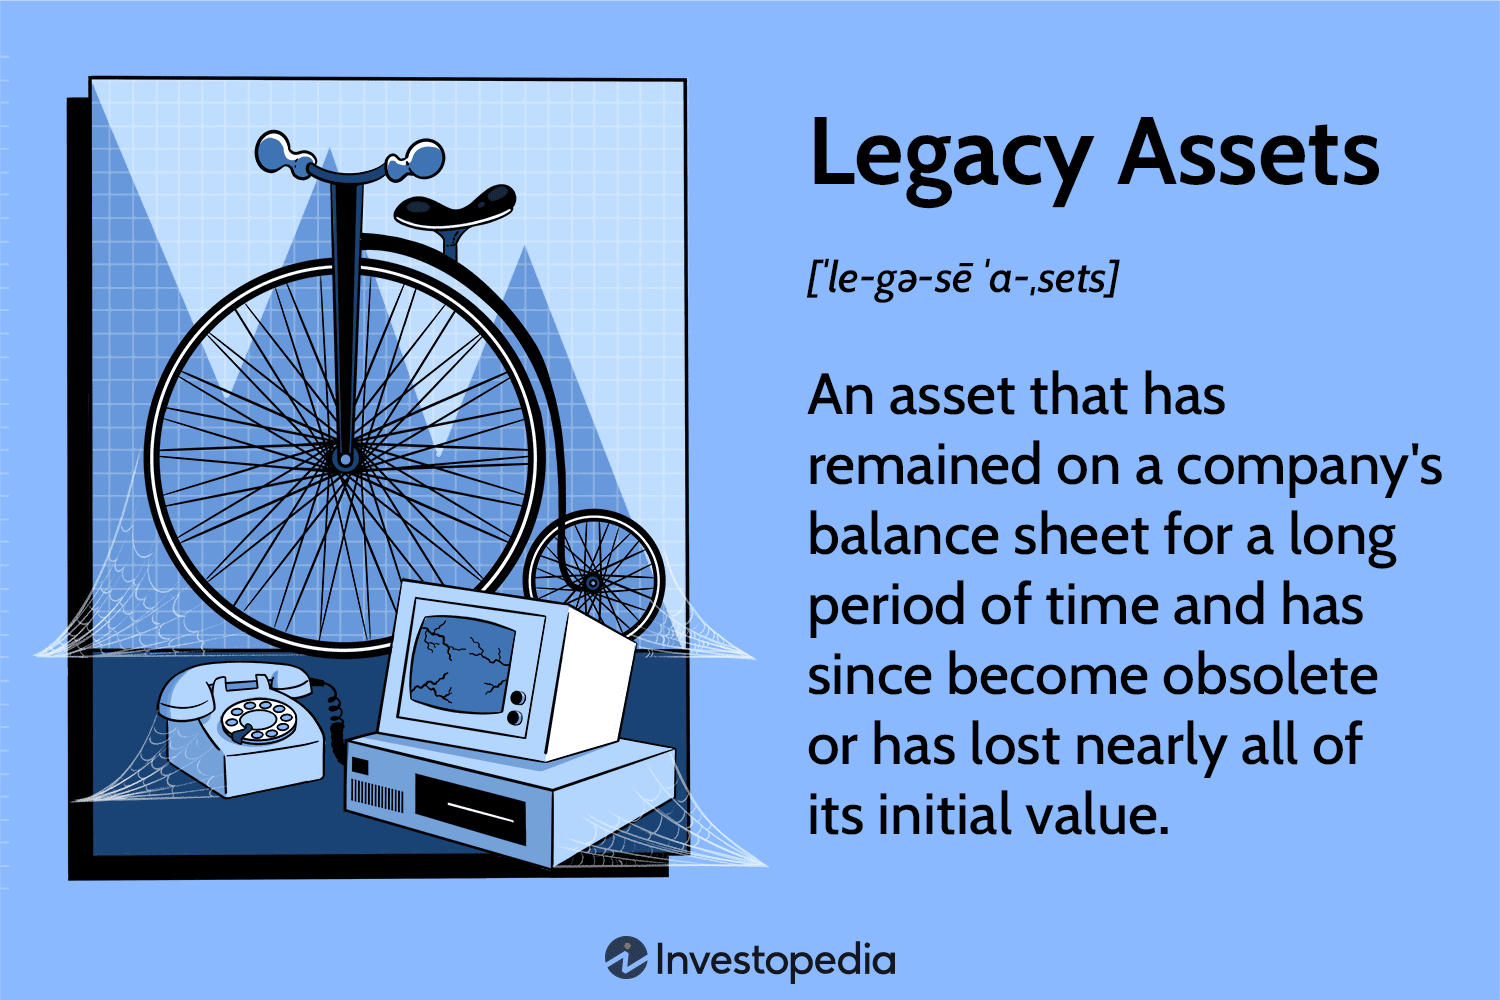 Legacy Assets
[ˈle-gə-sē ˈa-ˌsets]
An asset that has
remained on a company's
balance sheet for a long
period of time and has
since become obsolete
or has lost nearly all of
its initial value.
Investopedia